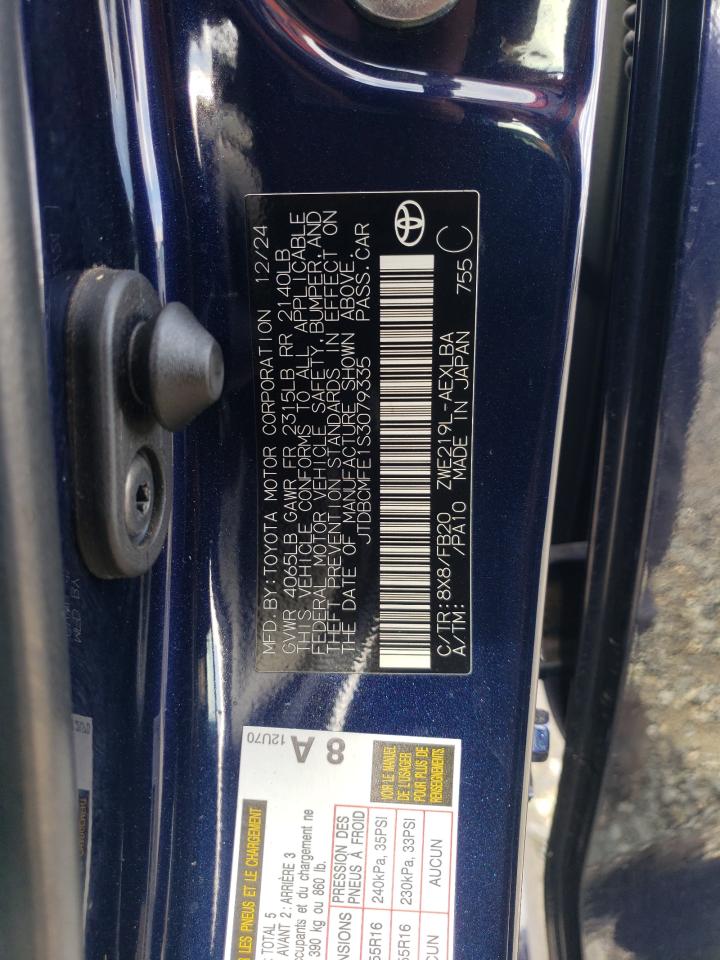 MFD.BY:TOYOTA MOTOR CORPORATION 12/24
GVWR 4065LB GAWR FR 2315LB RR 2140LB
THIS VEHICLE CONFORMS TO ALL APPLICABLE
FEDERAL MOTOR VEHICLE SAFETY,BUMPER,AND
THEFT PREVENTION STANDARDS IN EFFECT ON
THE DATE OF MANUFACTURE SHOWN ABOVE.
JTDBCMFE1S3079335 PASS.CAR
C/TR:8X8/FB20 ZWE219L-AEXLBA
A/TM: /PA10 MADE IN JAPAN 755 C
8 A
12U70
LES PNEUS ET LE CHARGEMENT
TOTAL 5
AVANT 2 : ARRIÈRE 3
occupants et du chargement ne
390 kg ou 860 lb.
PRESSION DES
PNEUS À FROID
240kPa, 35PSI
55R16
230kPa, 33PSI
55R16
AUCUN
VOIR LE MANUEL
DE L'USAGER
POUR PLUS DE
RENSEIGNEMENTS.